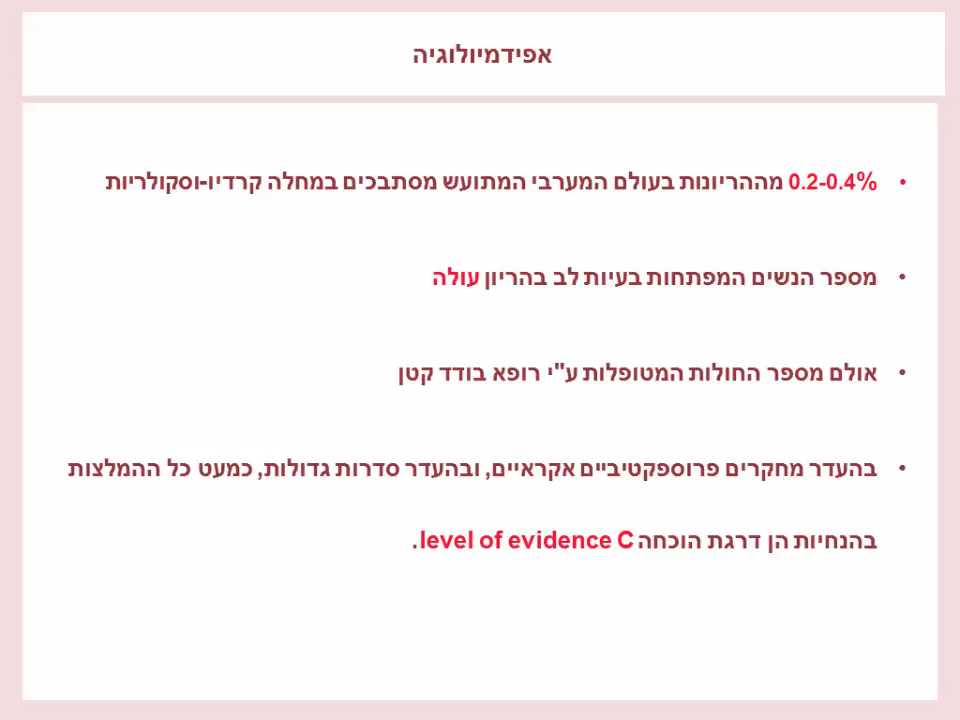 אפידמיולוגיה
• 0.2-0.4% מההריונות בעולם המערבי המתועש מסתבכים במחלה קרדיו-וסקולריות
• מספר הנשים המפתחות בעיות לב בהריון עולה
• אולם מספר החולות המטופלות ע"י רופא בודד קטן
• בהעדר מחקרים פרוספקטיביים אקראיים, ובהעדר סדרות גדולות, כמעט כל ההמלצות
בהנחיות הן דרגת הוכחה level of evidence C.